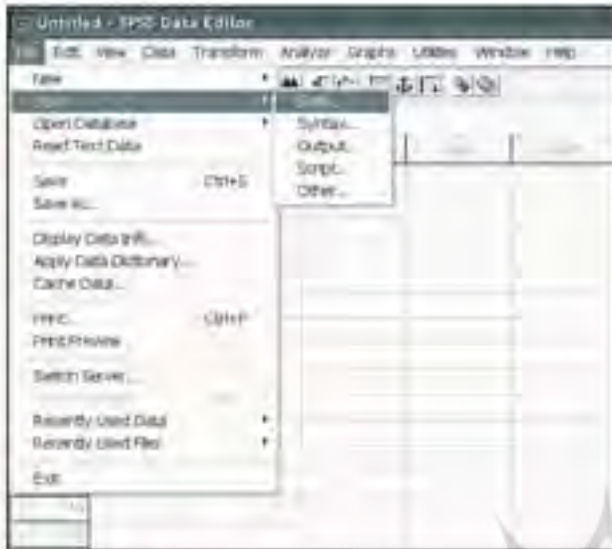 Untitled - SPSS Data Editor
File Edit View Data Transform Analyze Graphs Utilities Window Help
New
Open
Data...
Open Database
Syntax...
Read Text Data
Output...
Script...
Save Ctrl+S
Other...
Save As...
Display Data Info...
Apply Data Dictionary...
Cache Data...
Print... Ctrl+P
Print Preview
Switch Server...
Recently Used Data
Recently Used Files
Exit